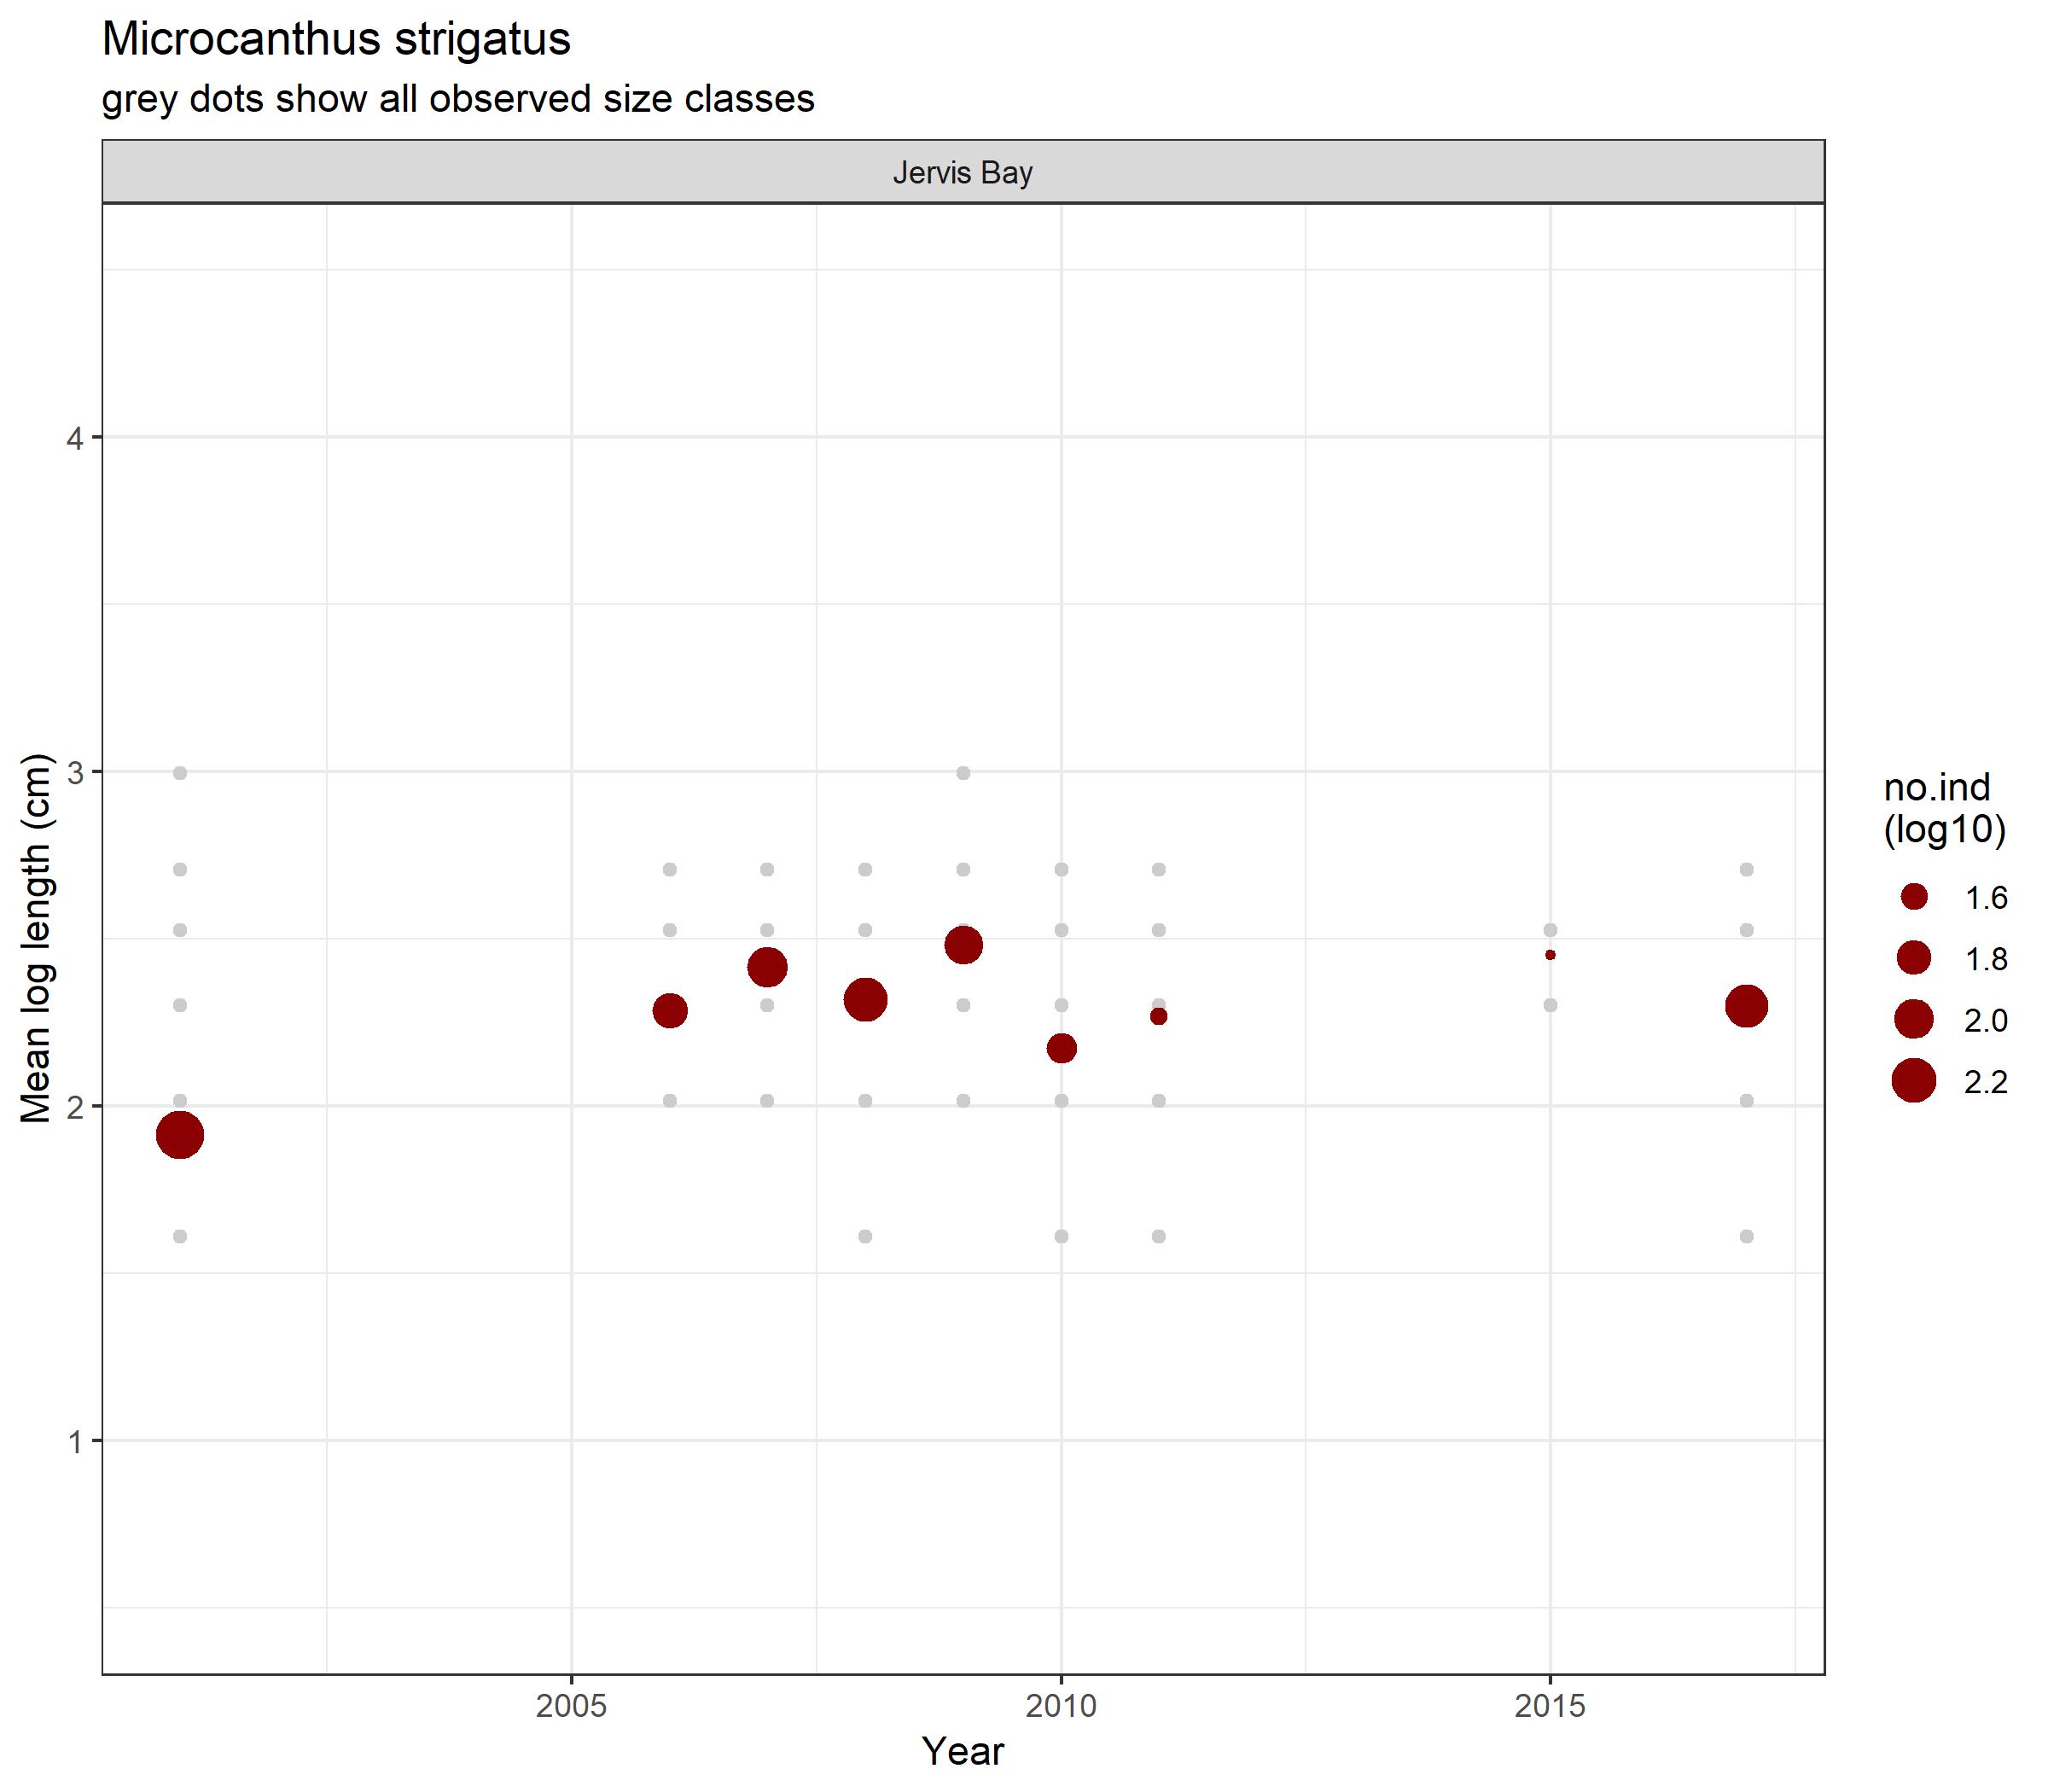 Microcanthus strigatus
grey dots show all observed size classes
Jervis Bay
4
3
2
1
Mean log length (cm)
2005
2010
2015
Year
no.ind
(log10)
1.6
1.8
2.0
2.2